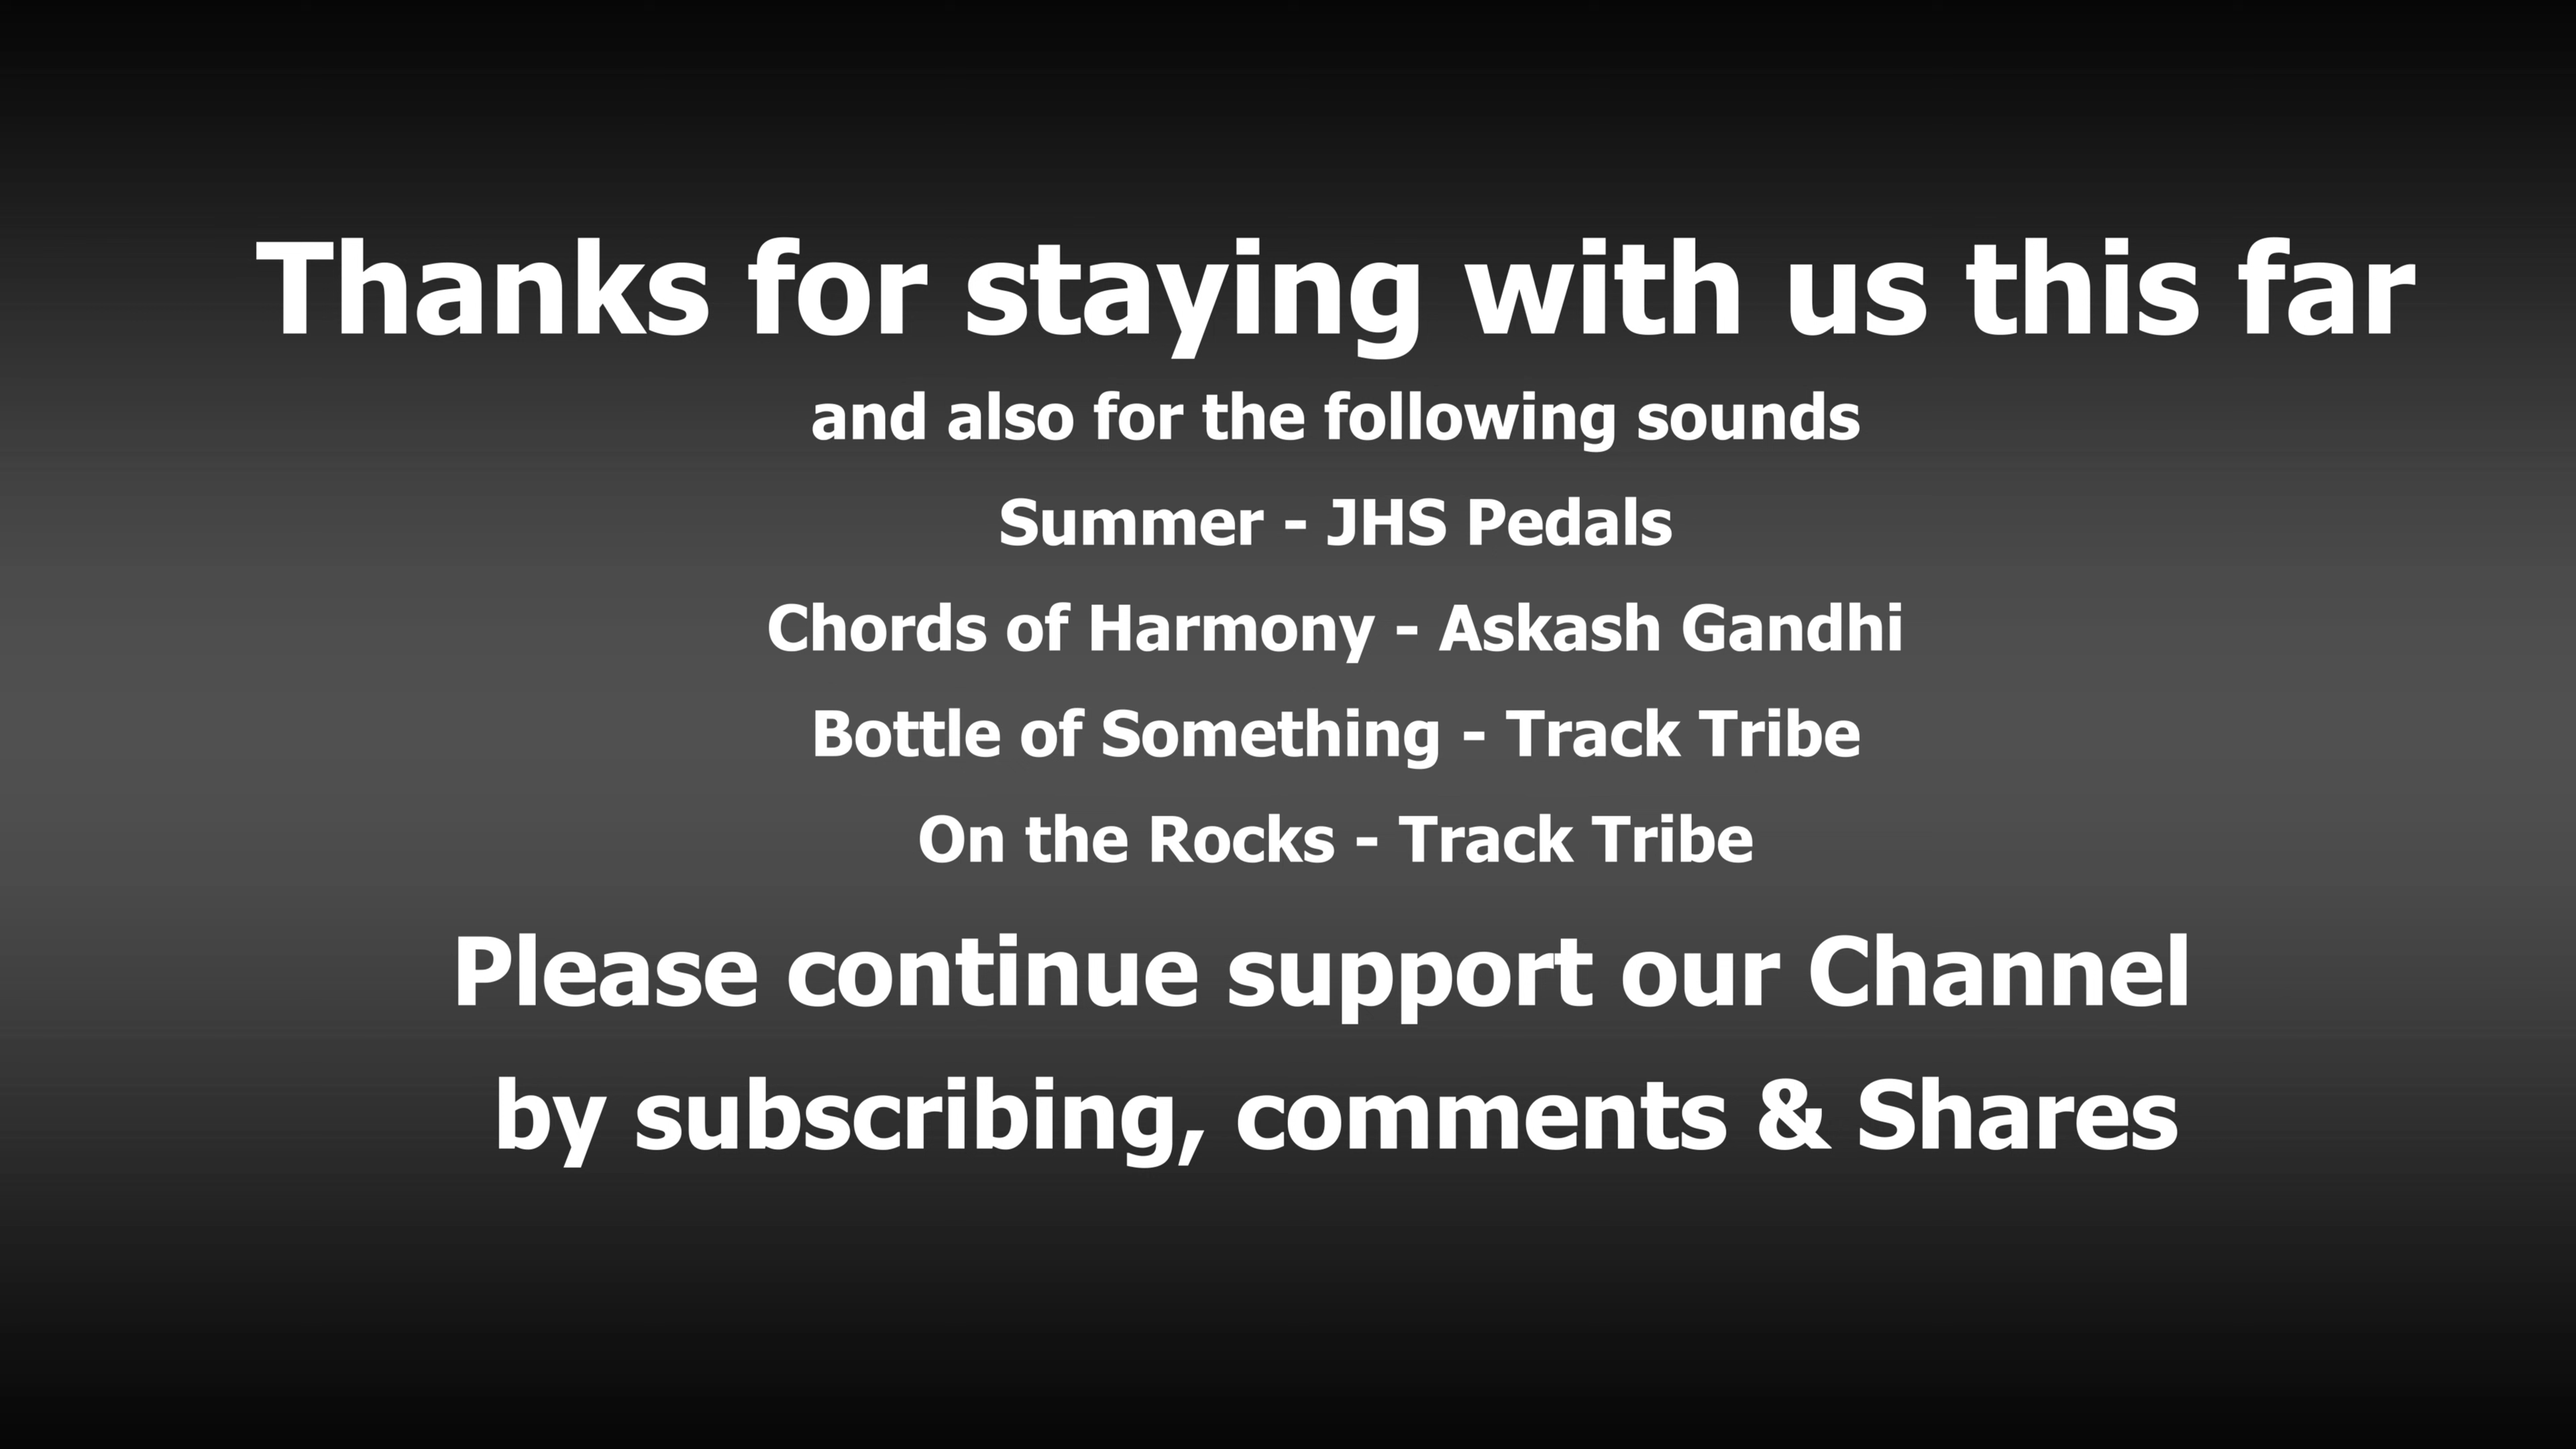 Thanks for staying with us this far
and also for the following sounds
Summer - JHS Pedals
Chords of Harmony - Askash Gandhi
Bottle of Something - Track Tribe
On the Rocks - Track Tribe
Please continue support our Channel
by subscribing, comments & Shares